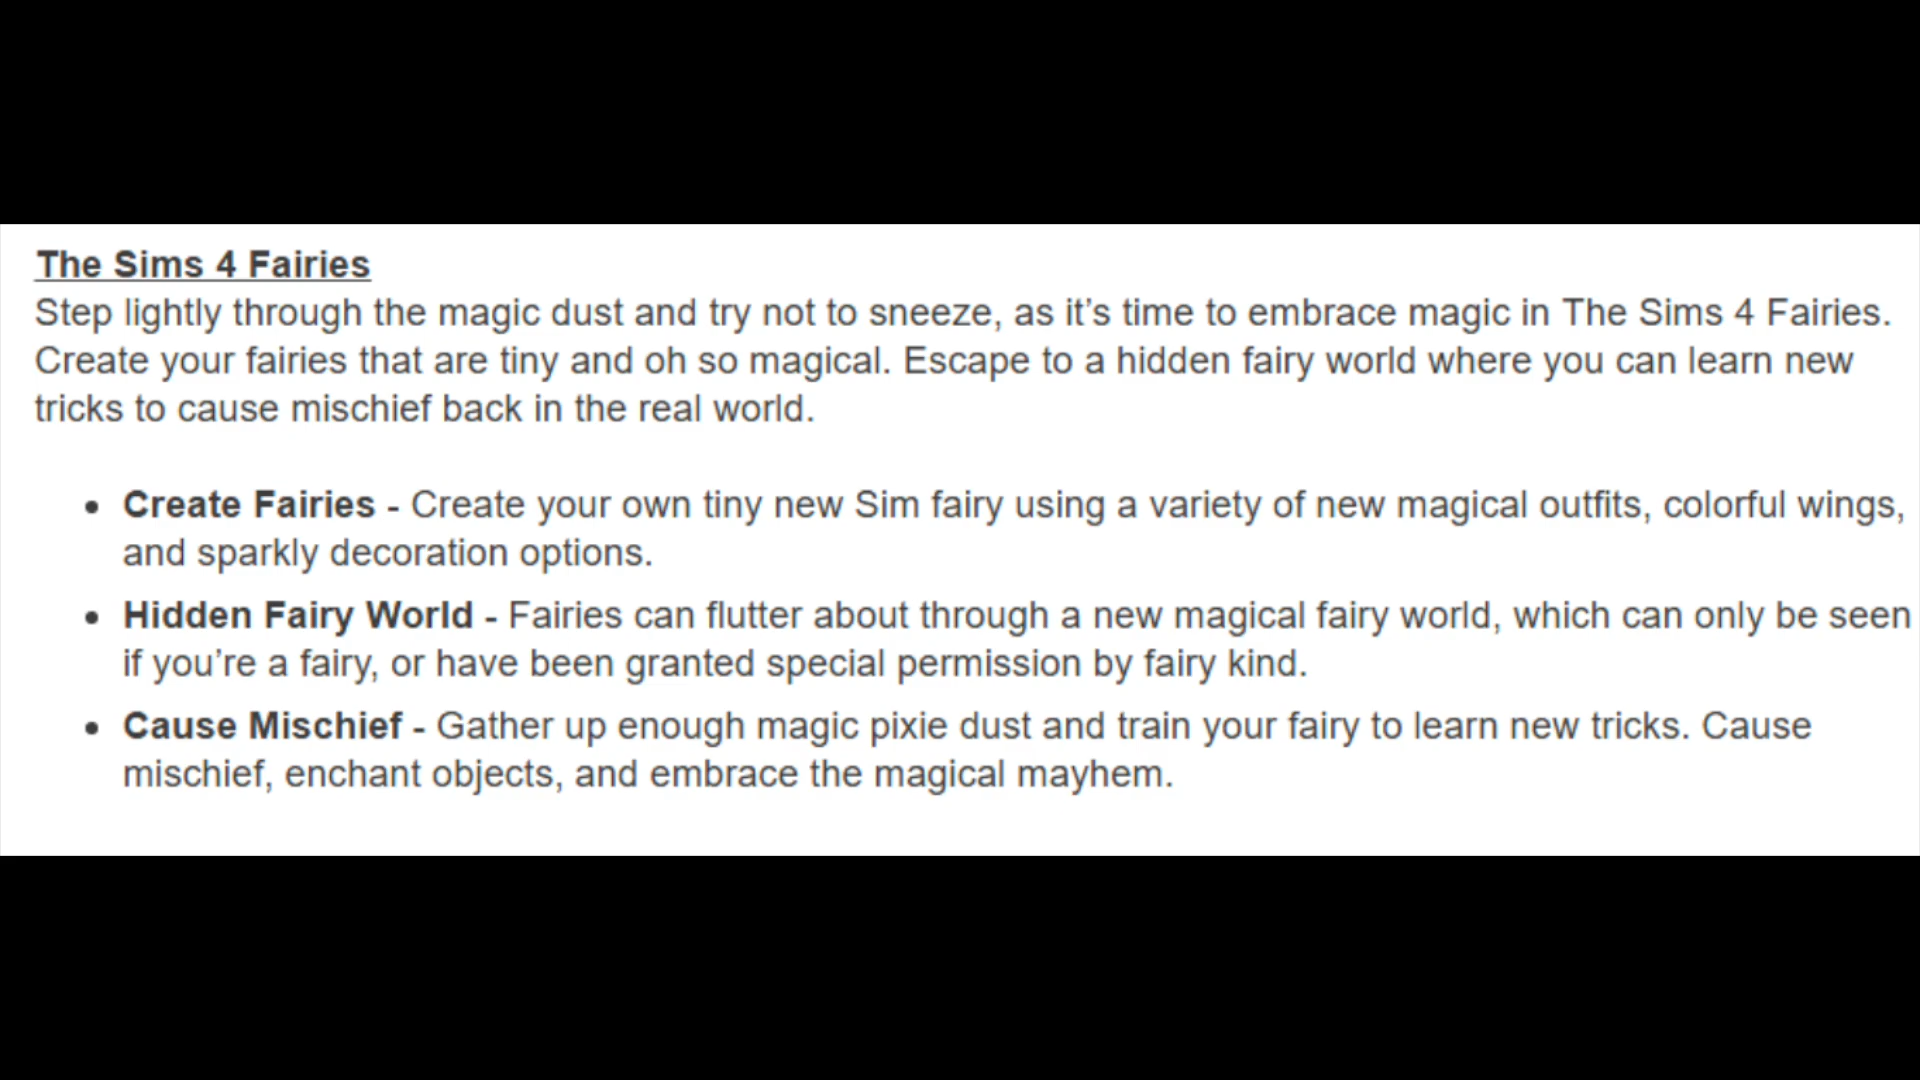 The Sims 4 Fairies
Step lightly through the magic dust and try not to sneeze, as it’s time to embrace magic in The Sims 4 Fairies.
Create your fairies that are tiny and oh so magical. Escape to a hidden fairy world where you can learn new
tricks to cause mischief back in the real world.
• Create Fairies - Create your own tiny new Sim fairy using a variety of new magical outfits, colorful wings,
and sparkly decoration options.
• Hidden Fairy World - Fairies can flutter about through a new magical fairy world, which can only be seen
if you’re a fairy, or have been granted special permission by fairy kind.
• Cause Mischief - Gather up enough magic pixie dust and train your fairy to learn new tricks. Cause
mischief, enchant objects, and embrace the magical mayhem.